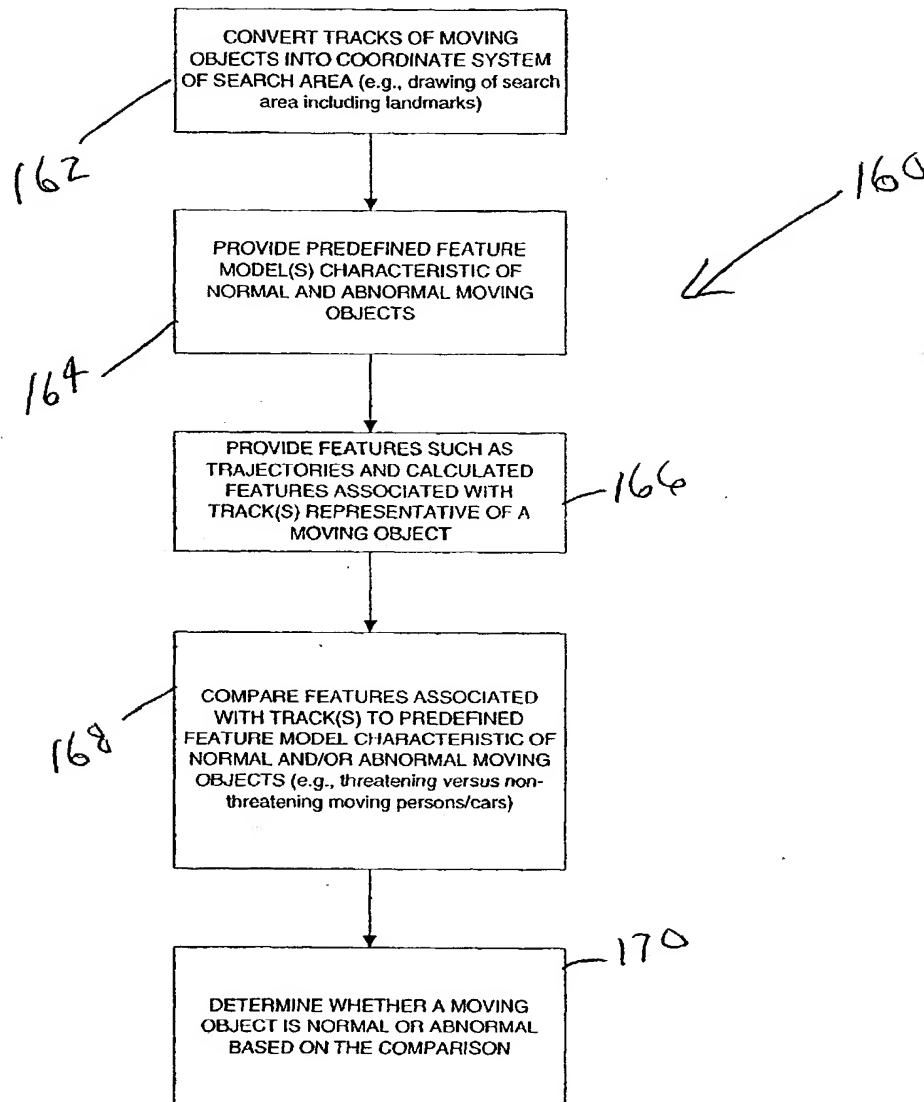 CONVERT TRACKS OF MOVING
OBJECTS INTO COORDINATE SYSTEM
OF SEARCH AREA (e.g., drawing of search
area including landmarks)
162
160
PROVIDE PREDEFINED FEATURE
MODEL(S) CHARACTERISTIC OF
NORMAL AND ABNORMAL MOVING
OBJECTS
164
PROVIDE FEATURES SUCH AS
TRAJECTORIES AND CALCULATED
FEATURES ASSOCIATED WITH
TRACK(S) REPRESENTATIVE OF A
MOVING OBJECT
166
COMPARE FEATURES ASSOCIATED
WITH TRACK(S) TO PREDEFINED
FEATURE MODEL CHARACTERISTIC OF
NORMAL AND/OR ABNORMAL MOVING
OBJECTS (e.g., threatening versus non-
threatening moving persons/cars)
168
170
DETERMINE WHETHER A MOVING
OBJECT IS NORMAL OR ABNORMAL
BASED ON THE COMPARISON